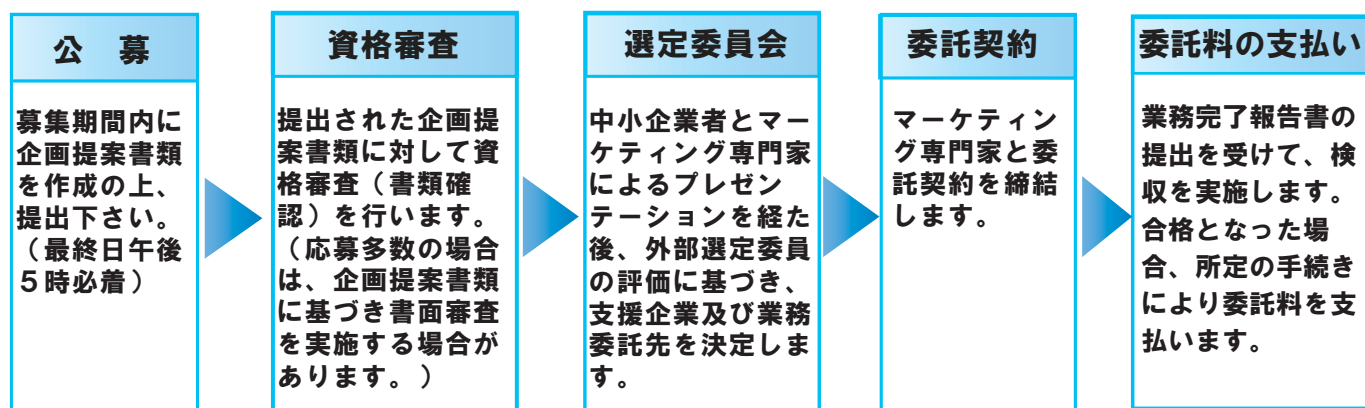 公　募
募集期間内に
企画提案書類
を作成の上、
提出下さい。
（最終日午後
５時必着）
資格審査
提出された企画提
案書類に対して資
格審査（書類確
認）を行います。
（応募多数の場合
は、企画提案書類
に基づき書面審査
を実施する場合が
あります。）
選定委員会
中小企業者とマー
ケティング専門家
によるプレゼン
テーションを経た
後、外部選定委員
の評価に基づき、
支援企業及び業務
委託先を決定しま
す。
委託契約
マーケティン
グ専門家と委
託契約を締結
します。
委託料の支払い
業務完了報告書の
提出を受けて、検
収を実施します。
合格となった場
合、所定の手続き
により委託料を支
払います。